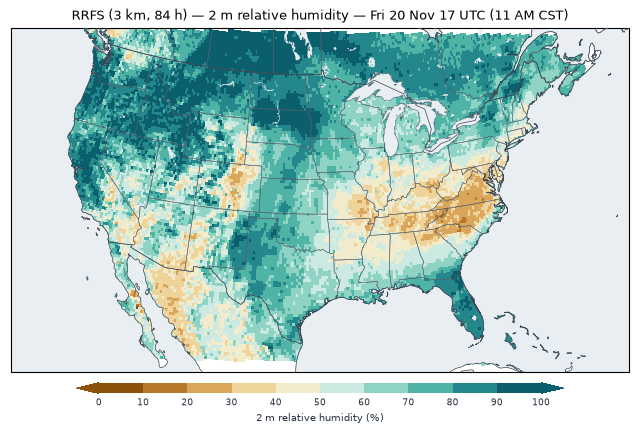 RRFS (3 km, 84 h) — 2 m relative humidity — Fri 20 Nov 17 UTC (11 AM CST)
0 10 20 30 40 50 60 70 80 90 100
2 m relative humidity (%)